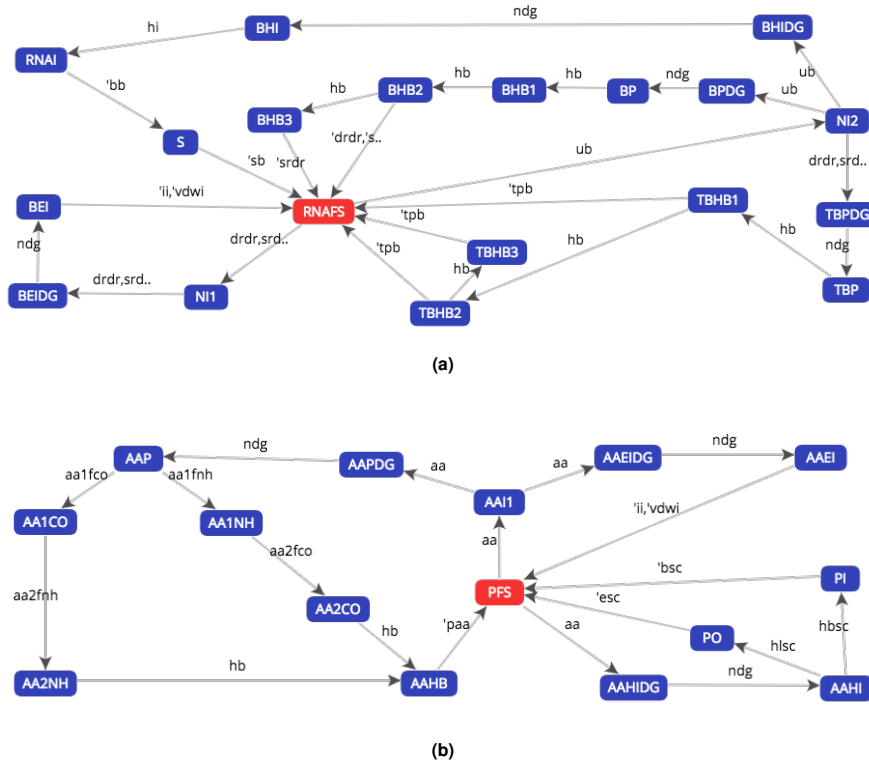 ndg
hi
BHI
BHIDG
RNAI
'bb
hb
BHB2
hb
BHB1
hb
BP
ndg
BPDG
ub
ub
BHB3
hb
NI2
S
'drdr,'s..
'sb
'srdr
ub
drdr,srd..
BEI
'ii,'vdwi
RNAFS
'tpb
TBHB1
TBPDG
'tpb
hb
ndg
drdr,srd..
ndg
TBHB3
hb
'tpb
hb
drdr,srd..
BEIDG
NI1
TBHB2
TBP
(a)
AAP
ndg
AAPDG
aa
aa
AAEIDG
ndg
AAEI
aa1fco
aa1fnh
AAI1
AA1CO
AA1NH
'ii,'vdwi
aa
aa2fco
'bsc
PI
aa2fnh
PFS
'esc
AA2CO
hb
'paa
aa
PO
hlsc
hbsc
AA2NH
hb
AAHB
AAHIDG
ndg
AAHI
(b)